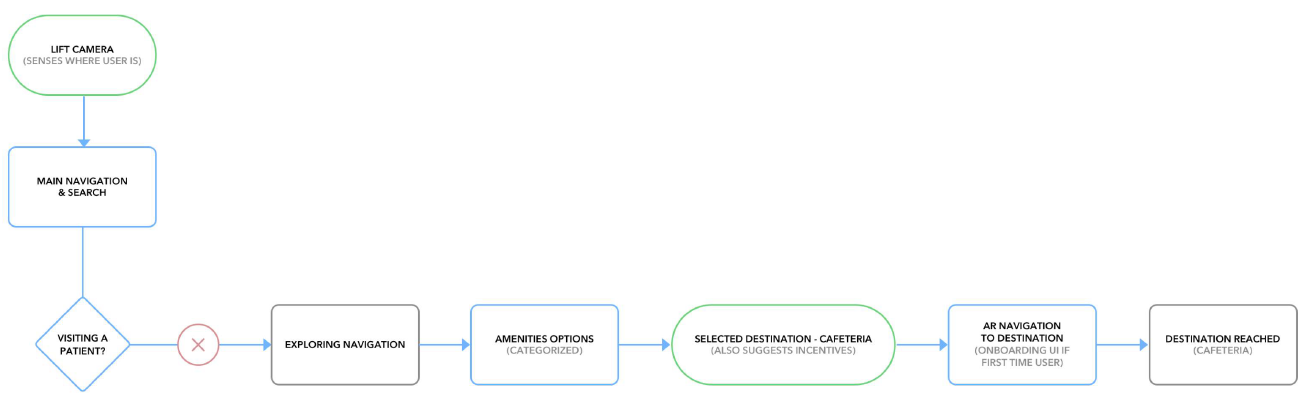 LIFT CAMERA
(SENSES WHERE USER IS)
MAIN NAVIGATION
& SEARCH
VISITING A
PATIENT?
EXPLORING NAVIGATION
AMENITIES OPTIONS
(CATEGORIZED)
SELECTED DESTINATION - CAFETERIA
(ALSO SUGGESTS INCENTIVES)
AR NAVIGATION
TO DESTINATION
(ONBOARDING UI IF
FIRST TIME USER)
DESTINATION REACHED
(CAFETERIA)